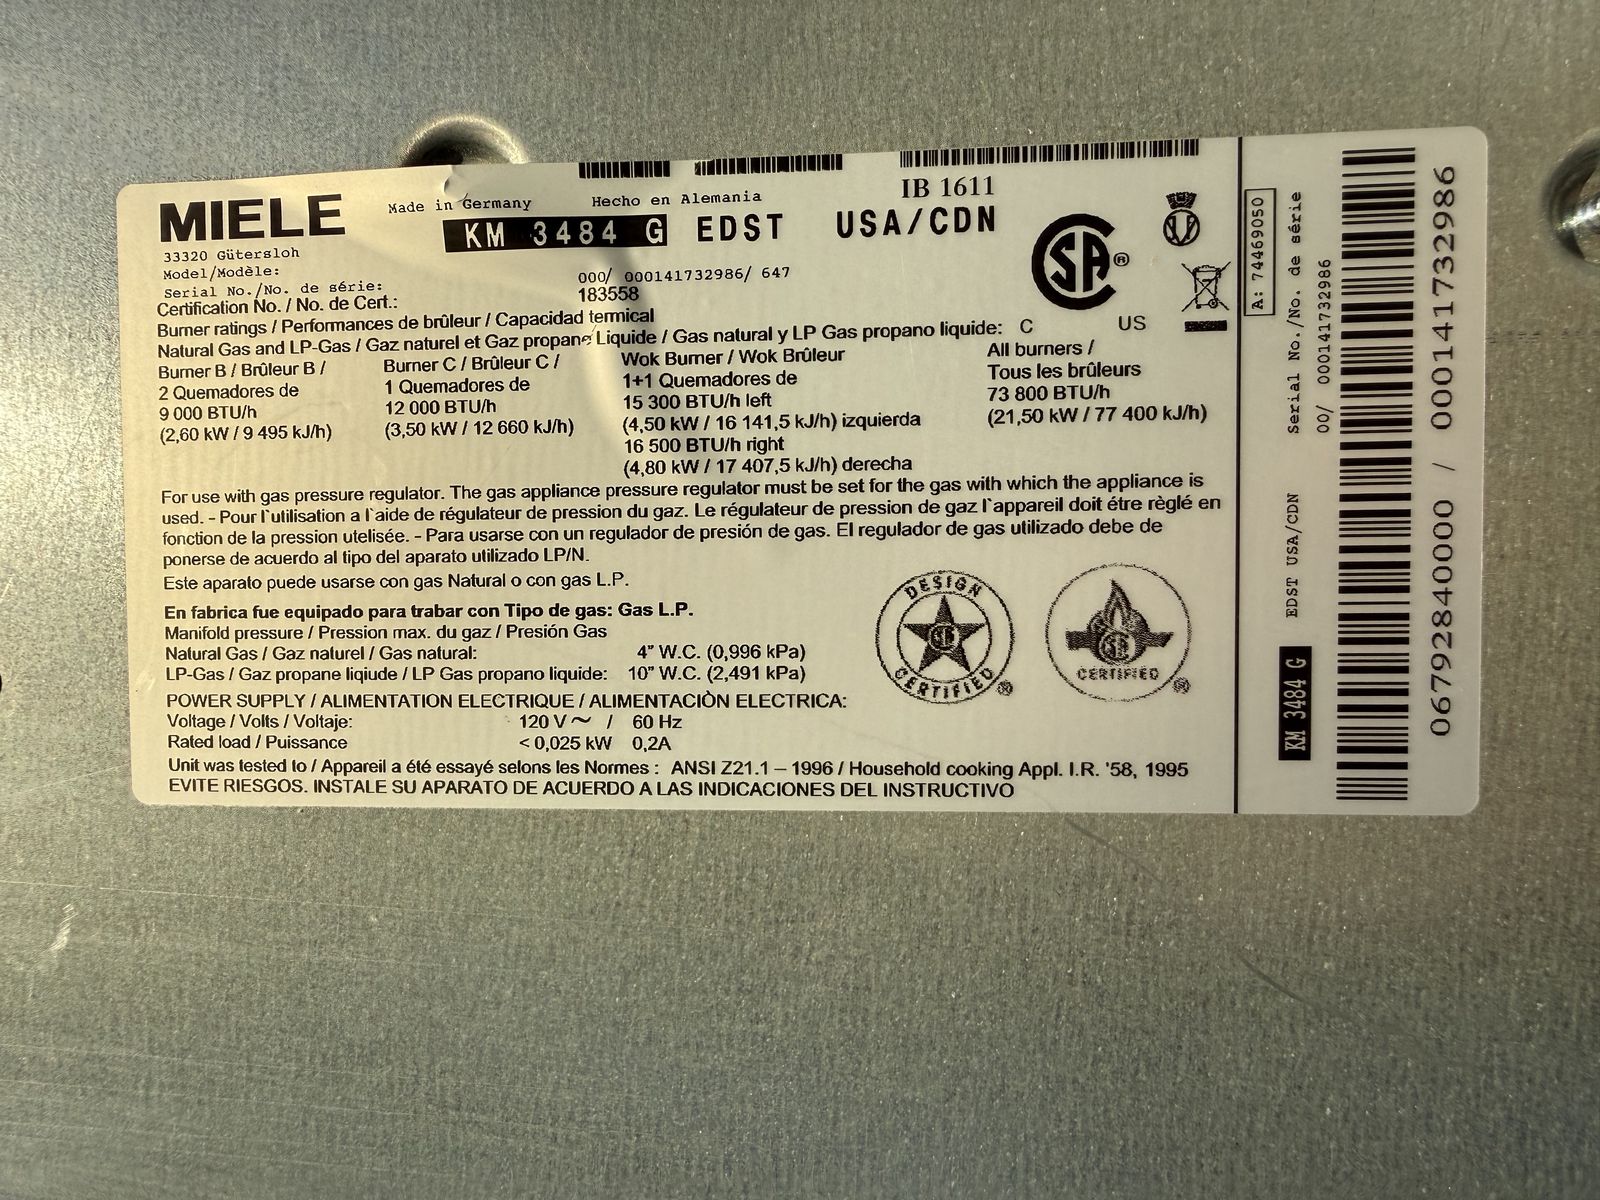 MIELE
Made in Germany Hecho en Alemania
IB 1611
KM 3484 G EDST USA/CDN
33320 Gütersloh
Model/Modèle:
Serial No./No. de série: 000/ 000141732986/ 647
Certification No. / No. de Cert.: 183558
Burner ratings / Performances de brûleur / Capacidad termical
Natural Gas and LP-Gas / Gaz naturel et Gaz propane Liquide / Gas natural y LP Gas propano liquide:
SA® C US
Burner B / Brûleur B /
2 Quemadores de
9 000 BTU/h
(2,60 kW / 9 495 kJ/h)
Burner C / Brûleur C /
1 Quemadores de
12 000 BTU/h
(3,50 kW / 12 660 kJ/h)
Wok Burner / Wok Brûleur
1+1 Quemadores de
15 300 BTU/h left
(4,50 kW / 16 141,5 kJ/h) izquierda
16 500 BTU/h right
(4,80 kW / 17 407,5 kJ/h) derecha
All burners /
Tous les brûleurs
73 800 BTU/h
(21,50 kW / 77 400 kJ/h)
For use with gas pressure regulator. The gas appliance pressure regulator must be set for the gas with which the appliance is
used. - Pour l`utilisation a l`aide de régulateur de pression du gaz. Le régulateur de pression de gaz l`appareil doit étre règlé en
fonction de la pression utelisée. - Para usarse con un regulador de presión de gas. El regulador de gas utilizado debe de
ponerse de acuerdo al tipo del aparato utilizado LP/N.
Este aparato puede usarse con gas Natural o con gas L.P.
En fabrica fue equipado para trabar con Tipo de gas: Gas L.P.
Manifold pressure / Pression max. du gaz / Presión Gas
Natural Gas / Gaz naturel / Gas natural: 4" W.C. (0,996 kPa)
LP-Gas / Gaz propane liqiude / LP Gas propano liquide: 10" W.C. (2,491 kPa)
DESIGN CERTIFIED®
CERTIFIED®
POWER SUPPLY / ALIMENTATION ELECTRIQUE / ALIMENTACIÒN ELECTRICA:
Voltage / Volts / Voltaje: 120 V ~ / 60 Hz
Rated load / Puissance < 0,025 kW 0,2A
Unit was tested to / Appareil a été essayé selons les Normes : ANSI Z21.1 – 1996 / Household cooking Appl. I.R. '58, 1995
EVITE RIESGOS. INSTALE SU APARATO DE ACUERDO A LAS INDICACIONES DEL INSTRUCTIVO
A: 74469050
KM 3484 G EDST USA/CDN Serial No./No. de série
00/ 000141732986
06792840000 / 000141732986